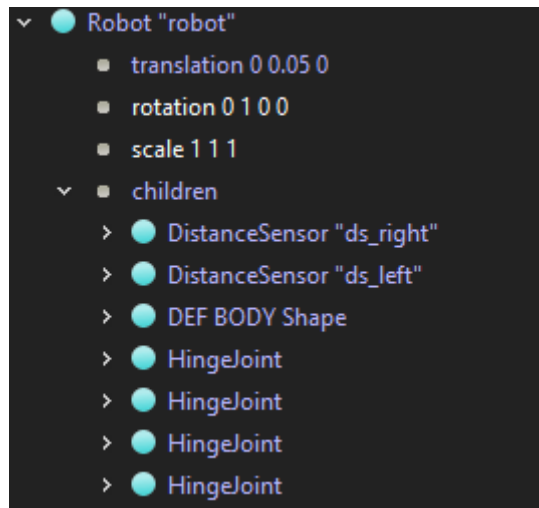 Robot "robot"
translation 0 0.05 0
rotation 0 1 0 0
scale 1 1 1
children
DistanceSensor "ds_right"
DistanceSensor "ds_left"
DEF BODY Shape
HingeJoint
HingeJoint
HingeJoint
HingeJoint